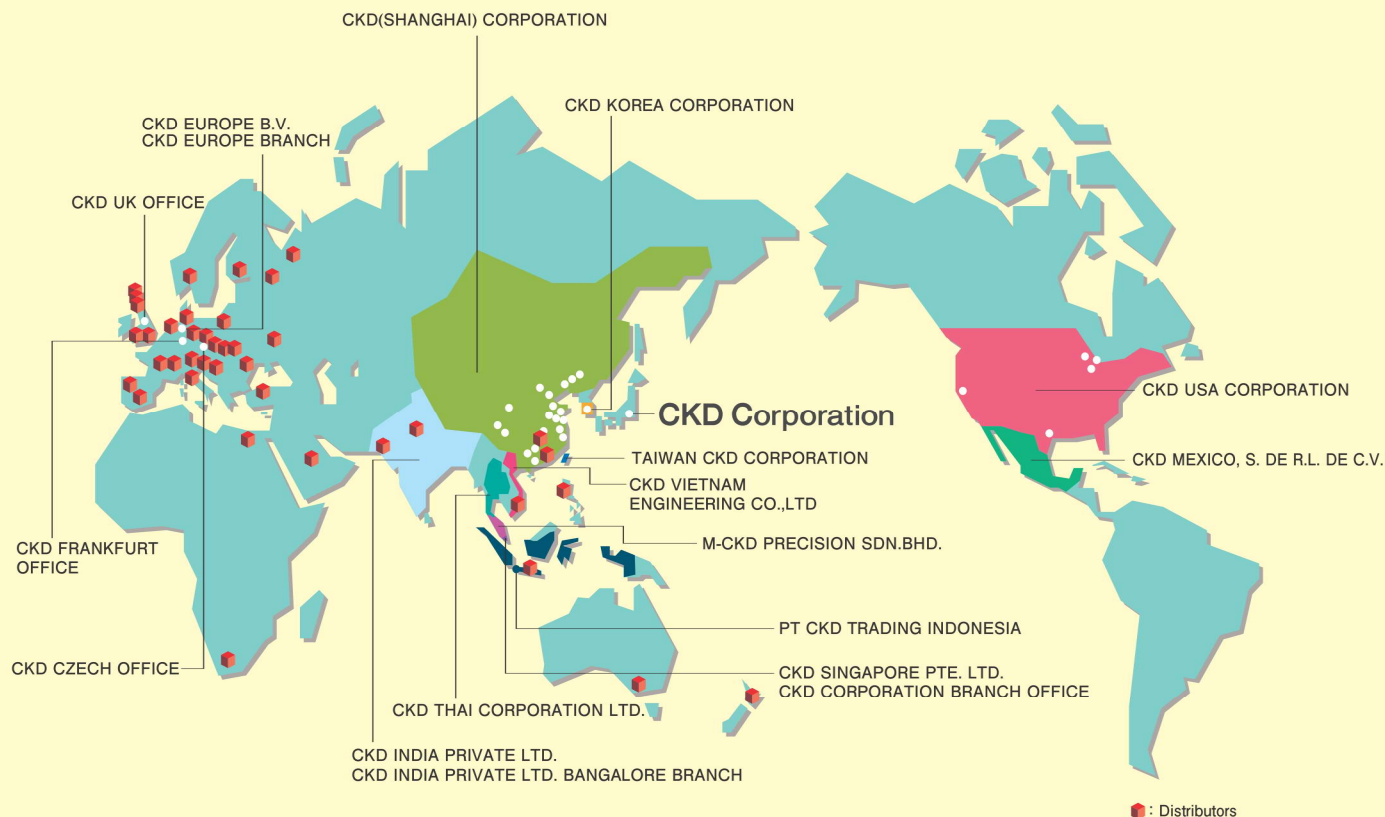 CKD(SHANGHAI) CORPORATION
CKD KOREA CORPORATION
CKD EUROPE B.V.
CKD EUROPE BRANCH
CKD UK OFFICE
CKD USA CORPORATION
CKD Corporation
TAIWAN CKD CORPORATION
CKD MEXICO, S. DE R.L. DE C.V.
CKD VIETNAM
ENGINEERING CO.,LTD
M-CKD PRECISION SDN.BHD.
CKD FRANKFURT
OFFICE
PT CKD TRADING INDONESIA
CKD CZECH OFFICE
CKD SINGAPORE PTE. LTD.
CKD CORPORATION BRANCH OFFICE
CKD THAI CORPORATION LTD.
CKD INDIA PRIVATE LTD.
CKD INDIA PRIVATE LTD. BANGALORE BRANCH
: Distributors